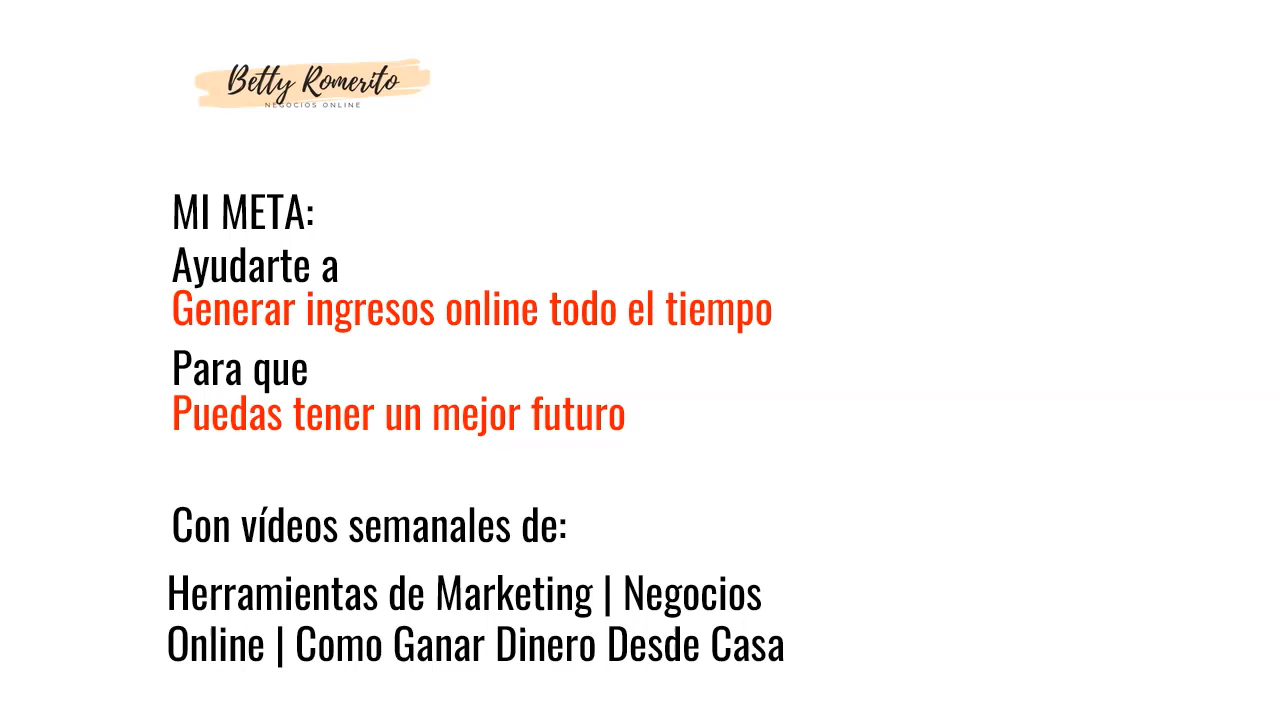 Betty Romerito
NEGOCIOS ONLINE
MI META:
Ayudarte a
Generar ingresos online todo el tiempo
Para que
Puedas tener un mejor futuro
Con vídeos semanales de:
Herramientas de Marketing | Negocios
Online | Como Ganar Dinero Desde Casa